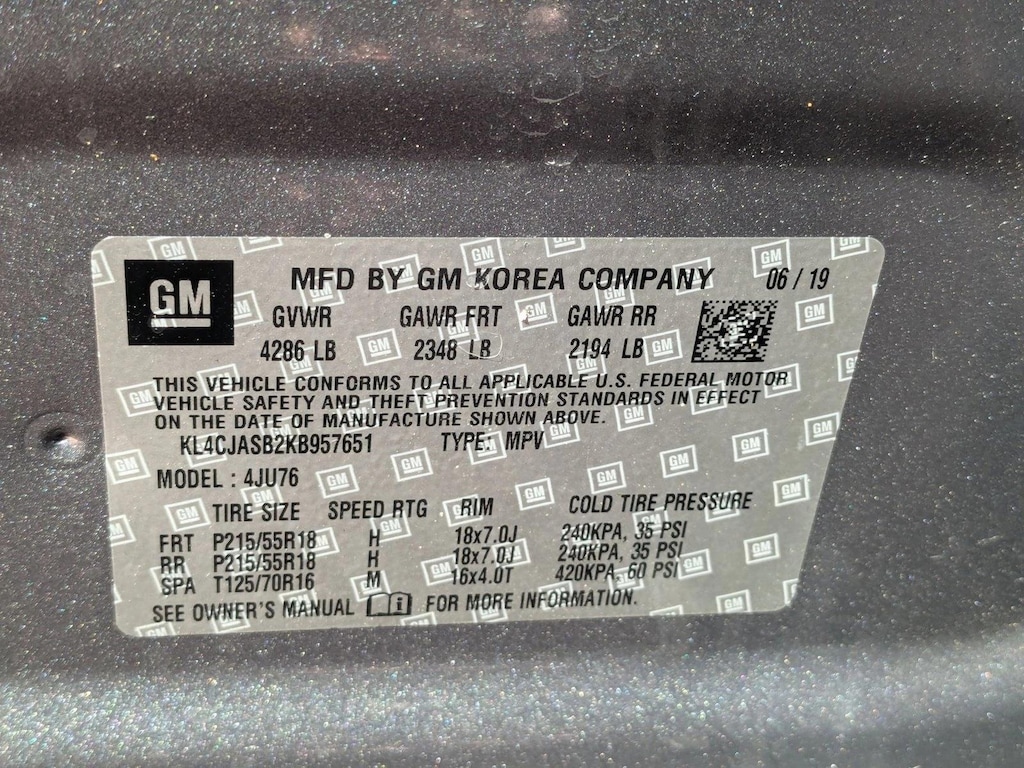 GM MFD BY GM KOREA COMPANY 06 / 19
GVWR GAWR FRT GAWR RR
4286 LB 2348 LB 2194 LB
THIS VEHICLE CONFORMS TO ALL APPLICABLE U.S. FEDERAL MOTOR
VEHICLE SAFETY AND THEFT PREVENTION STANDARDS IN EFFECT
ON THE DATE OF MANUFACTURE SHOWN ABOVE.
KL4CJASB2KB957651 TYPE: MPV
MODEL : 4JU76
TIRE SIZE SPEED RTG RIM COLD TIRE PRESSURE
FRT P215/55R18 H 18x7.0J 240KPA, 35 PSI
RR P215/55R18 H 18x7.0J 240KPA, 35 PSI
SPA T125/70R16 M 16x4.0T 420KPA, 60 PSI
SEE OWNER'S MANUAL FOR MORE INFORMATION.